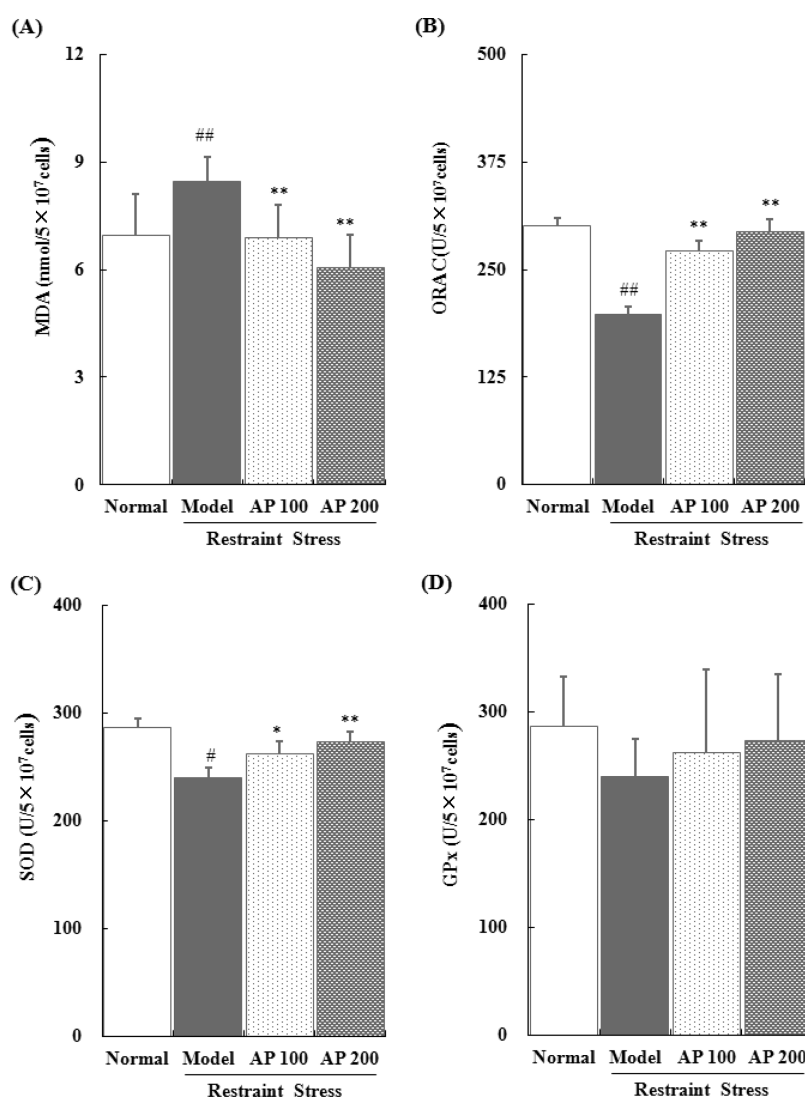 (A)
12
9
6
3
0
MDA (nmol/5×10⁷cells)
##
**
**
Normal Model AP 100 AP 200
Restraint Stress
(B)
500
375
250
125
0
ORAC(U/5×10⁷cells)
##
**
**
Normal Model AP 100 AP 200
Restraint Stress
(C)
400
300
200
100
0
SOD (U/5×10⁷cells)
#
*
**
Normal Model AP 100 AP 200
Restraint Stress
(D)
400
300
200
100
0
GPx (U/5×10⁷cells)
Normal Model AP 100 AP 200
Restraint Stress